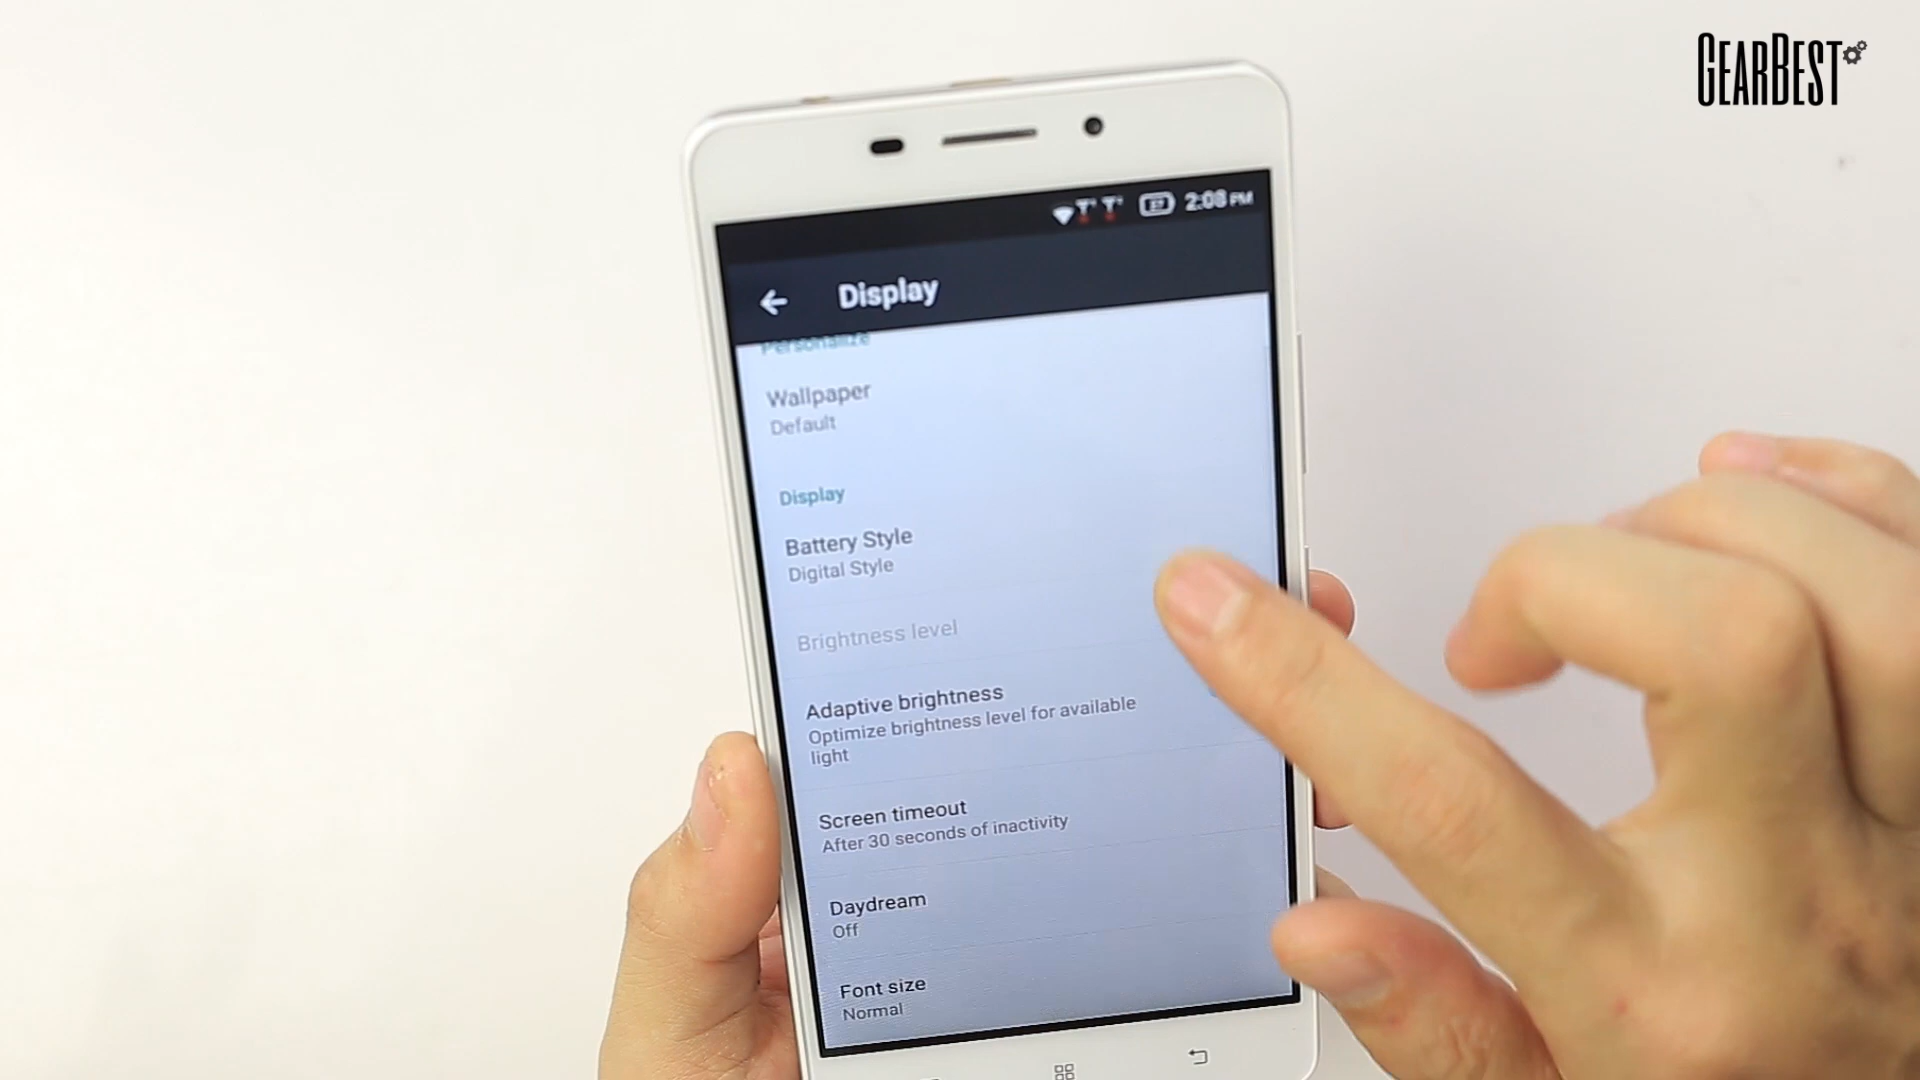 GEARBEST
2:08 PM
Display
Personalize
Wallpaper
Default
Display
Battery Style
Digital Style
Brightness level
Adaptive brightness
Optimize brightness level for available
light
Screen timeout
After 30 seconds of inactivity
Daydream
Off
Font size
Normal